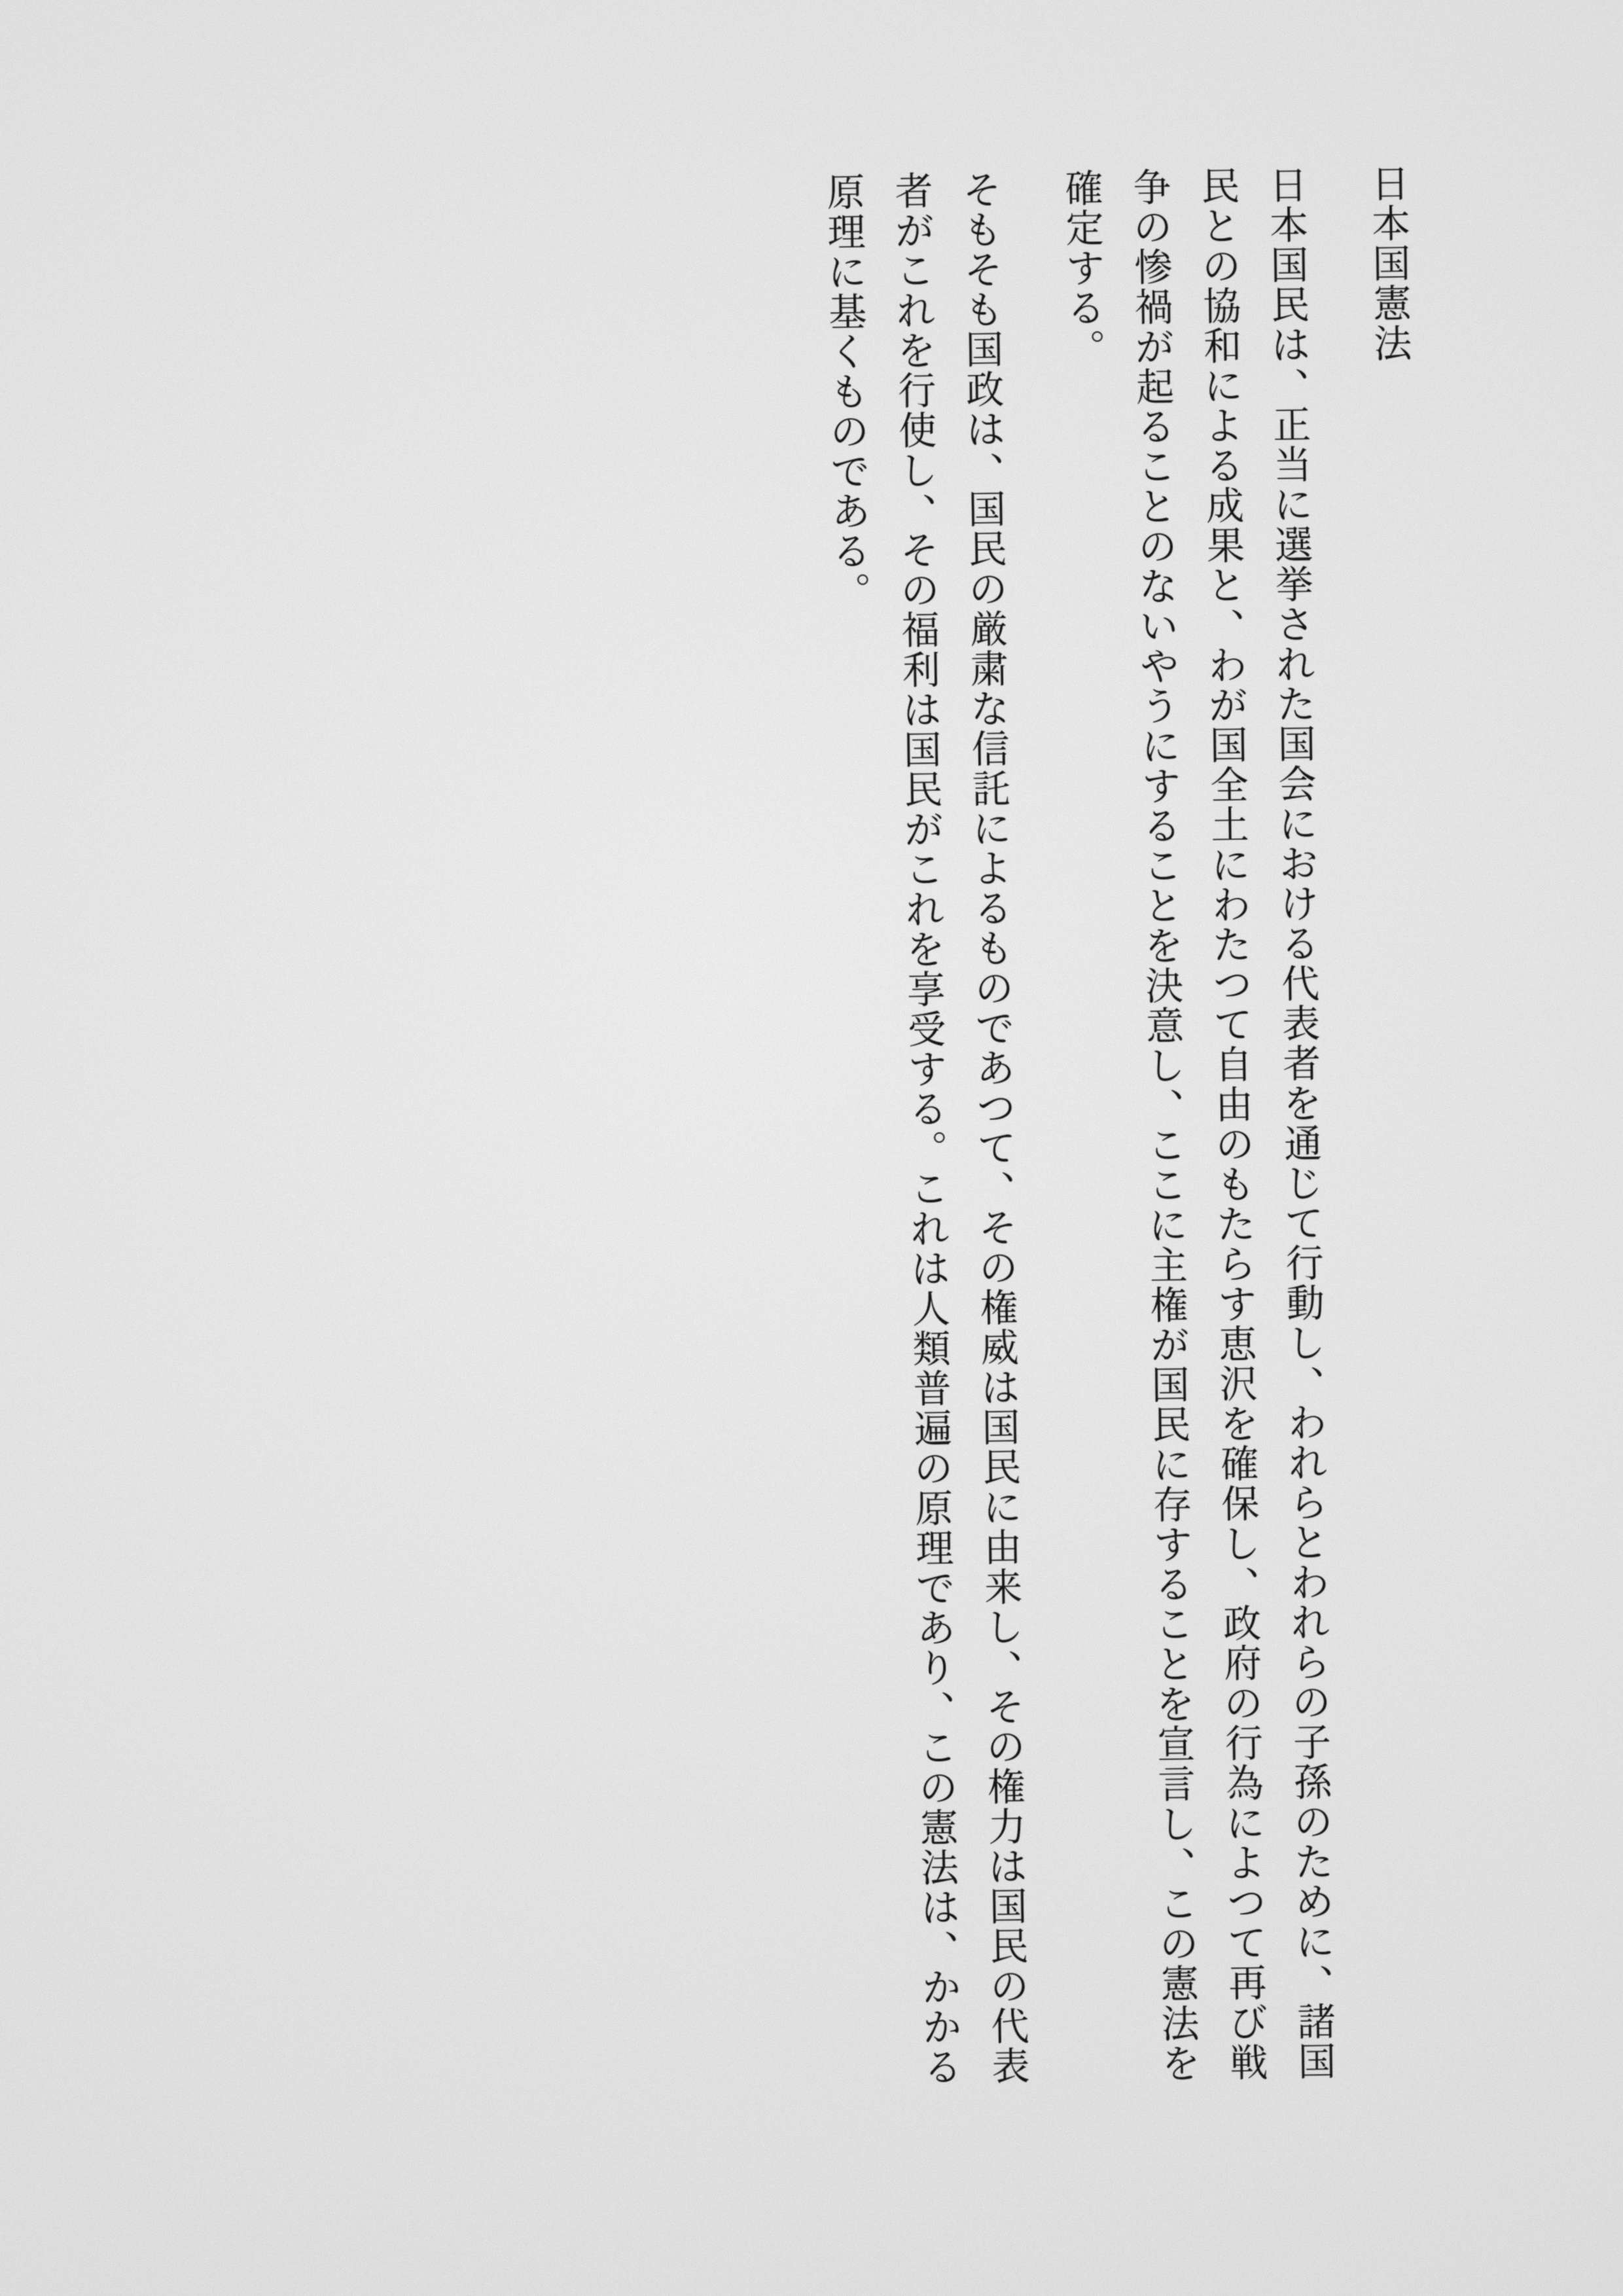 日本国憲法
日本国民は、正当に選挙された国会における代表者を通じて行動し、われらとわれらの子孫のために、諸国
民との協和による成果と、わが国全土にわたつて自由のもたらす恵沢を確保し、政府の行為によつて再び戦
争の惨禍が起ることのないやうにすることを決意し、ここに主権が国民に存することを宣言し、この憲法を
確定する。
そもそも国政は、国民の厳粛な信託によるものであつて、その権威は国民に由来し、その権力は国民の代表
者がこれを行使し、その福利は国民がこれを享受する。これは人類普遍の原理であり、この憲法は、かかる
原理に基くものである。